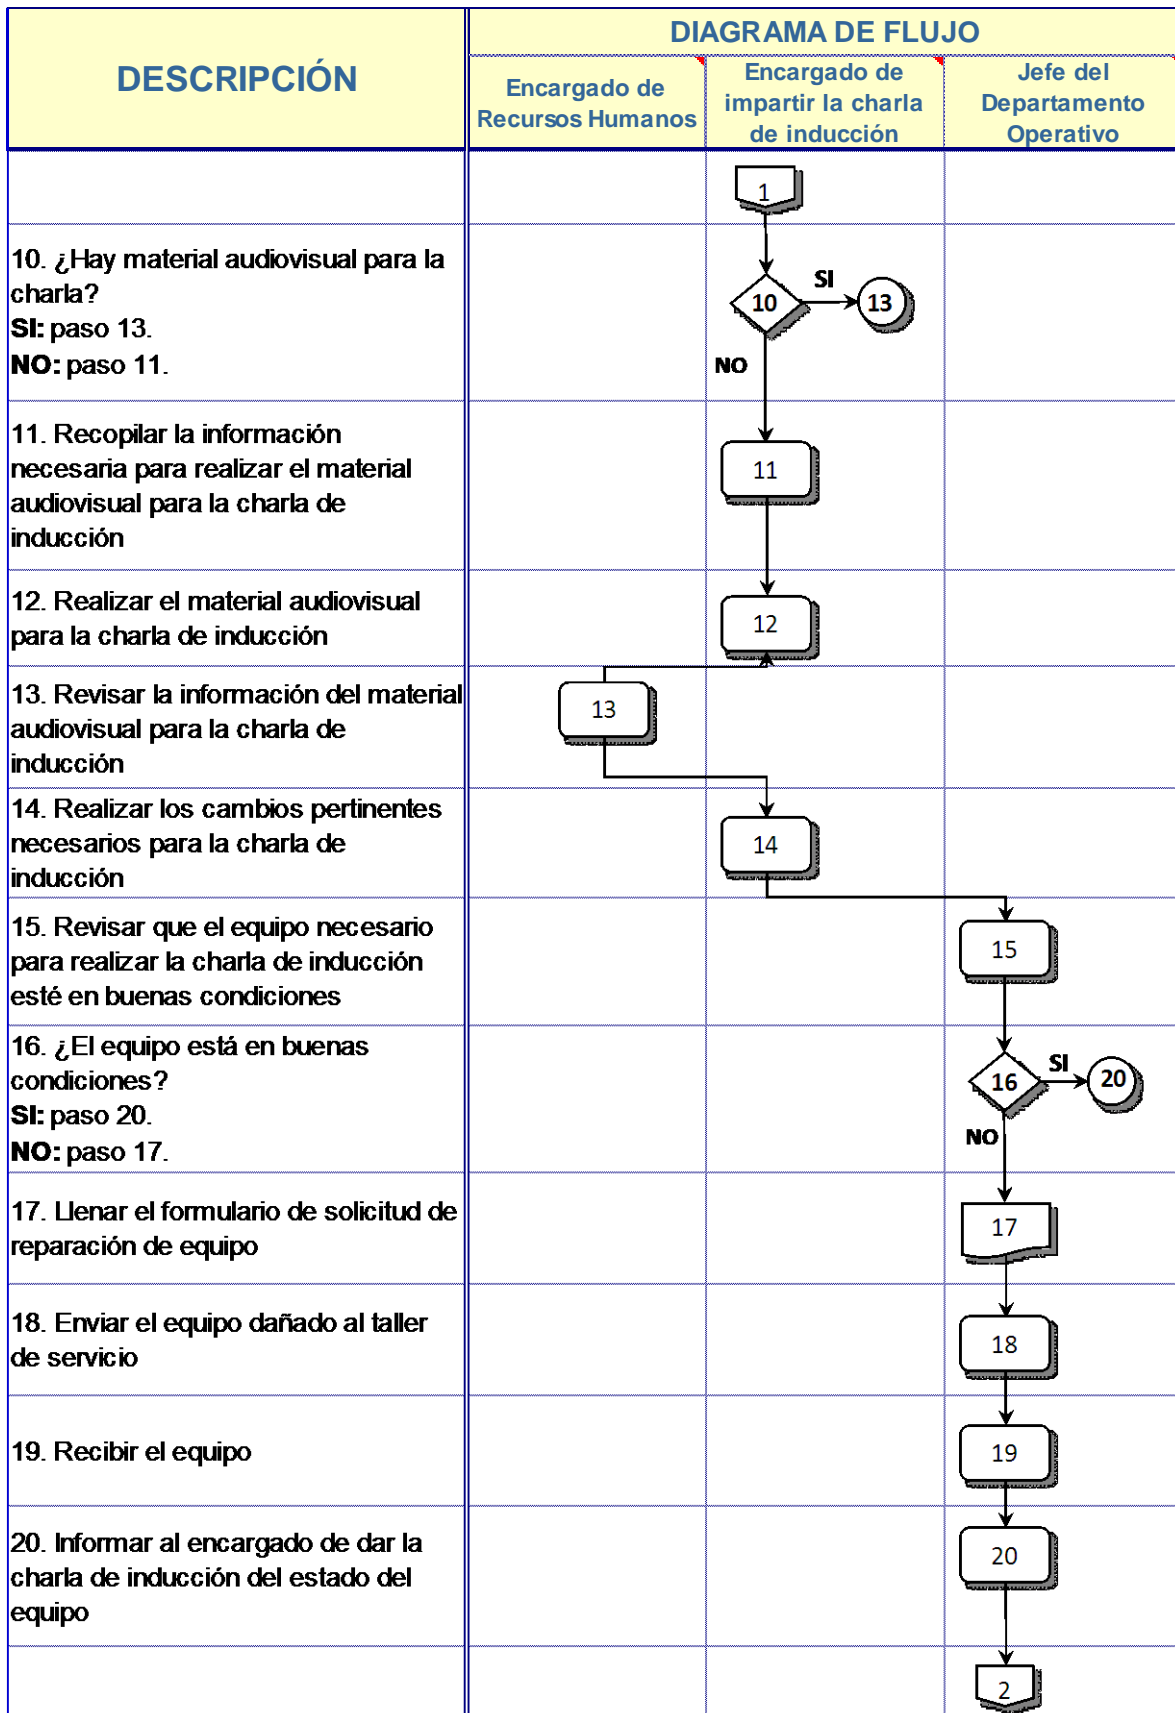 DESCRIPCIÓN
DIAGRAMA DE FLUJO
Encargado de
Recursos Humanos
Encargado de
impartir la charla
de inducción
Jefe del
Departamento
Operativo
1
10. ¿Hay material audiovisual para la
charla?
SI: paso 13.
NO: paso 11.
10
SI
13
NO
11. Recopilar la información
necesaria para realizar el material
audiovisual para la charla de
inducción
11
12. Realizar el material audiovisual
para la charla de inducción
12
13. Revisar la información del material
audiovisual para la charla de
inducción
13
14. Realizar los cambios pertinentes
necesarios para la charla de
inducción
14
15. Revisar que el equipo necesario
para realizar la charla de inducción
esté en buenas condiciones
15
16. ¿El equipo está en buenas
condiciones?
SI: paso 20.
NO: paso 17.
16
SI
20
NO
17. Llenar el formulario de solicitud de
reparación de equipo
17
18. Enviar el equipo dañado al taller
de servicio
18
19. Recibir el equipo
19
20. Informar al encargado de dar la
charla de inducción del estado del
equipo
20
2